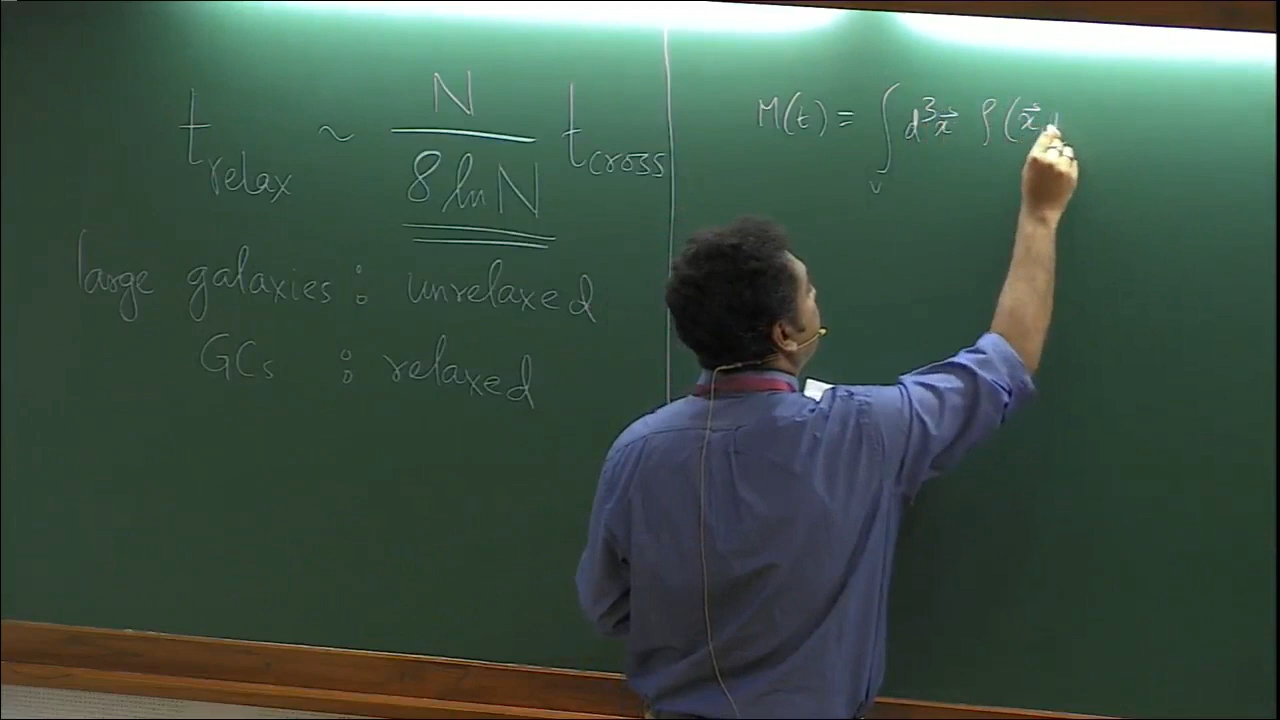 t_relax ~ N / 8 ln N t_cross
large galaxies : unrelaxed
GCs : relaxed
M(t) = ∫_V d³x⃗ ρ(x⃗